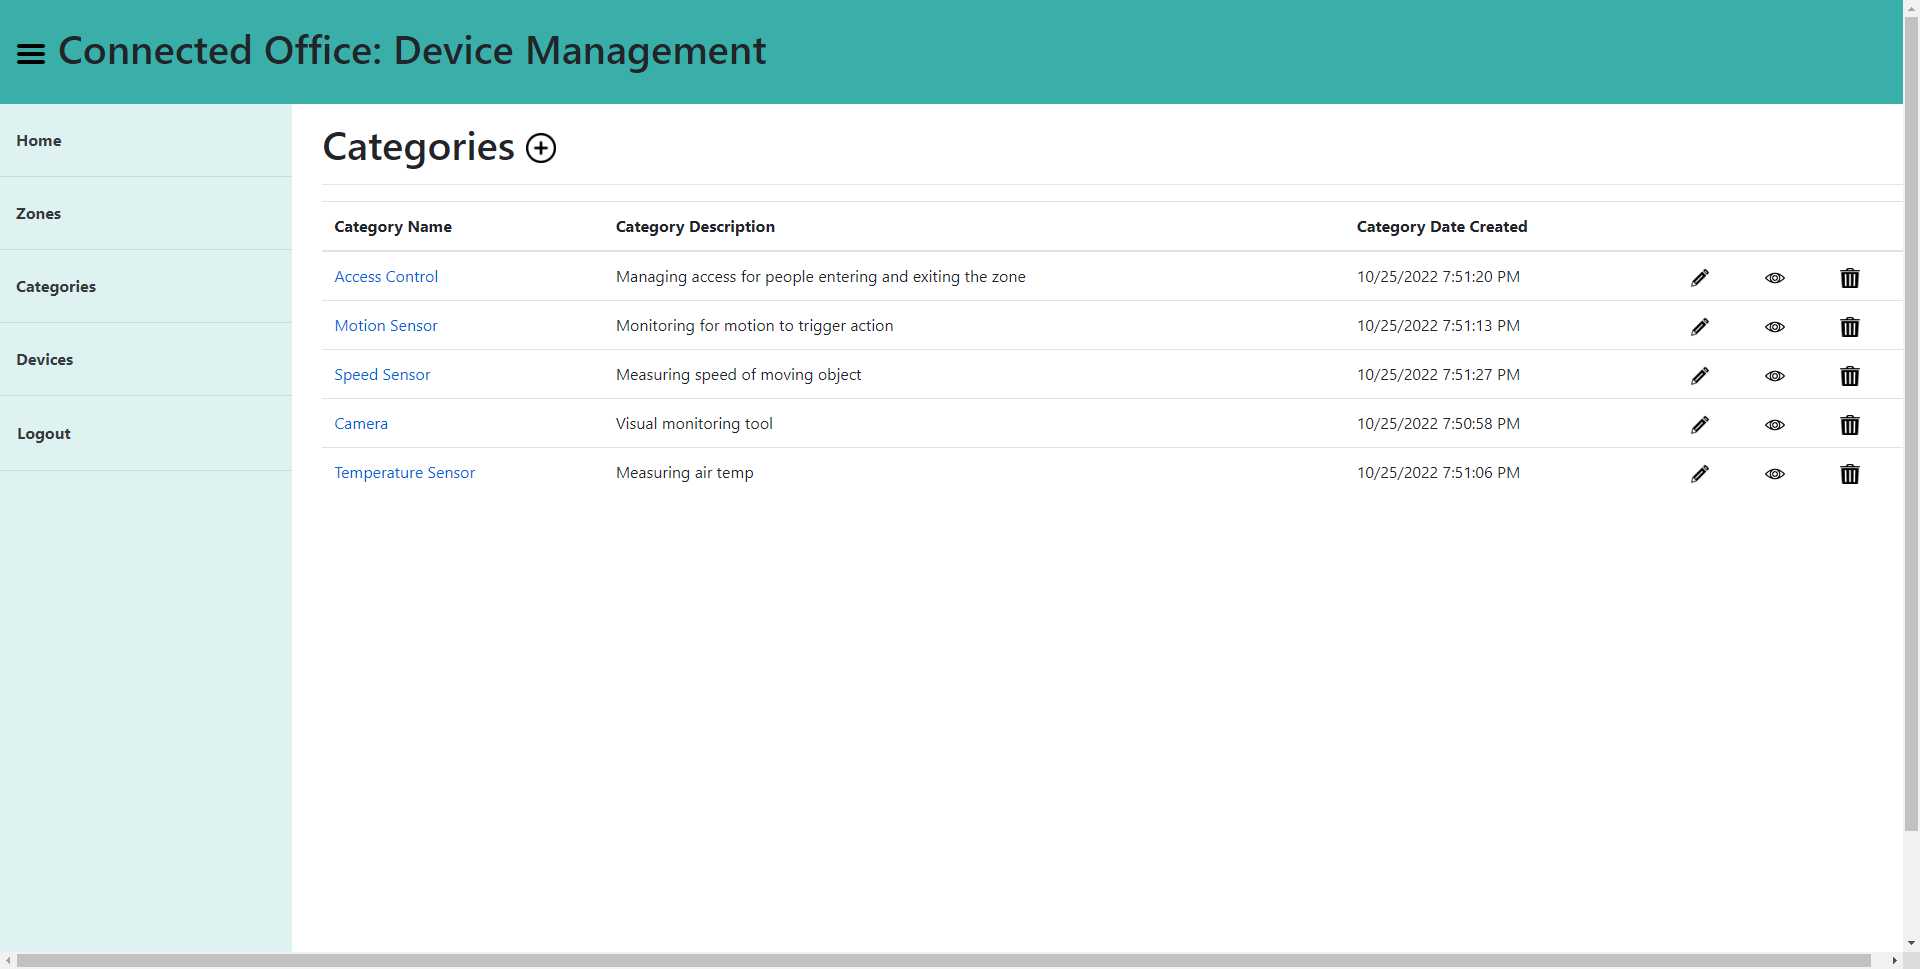 Connected Office: Device Management
Home
Zones
Categories
Devices
Logout
Categories
Category Name Category Description Category Date Created
Access Control Managing access for people entering and exiting the zone 10/25/2022 7:51:20 PM
Motion Sensor Monitoring for motion to trigger action 10/25/2022 7:51:13 PM
Speed Sensor Measuring speed of moving object 10/25/2022 7:51:27 PM
Camera Visual monitoring tool 10/25/2022 7:50:58 PM
Temperature Sensor Measuring air temp 10/25/2022 7:51:06 PM